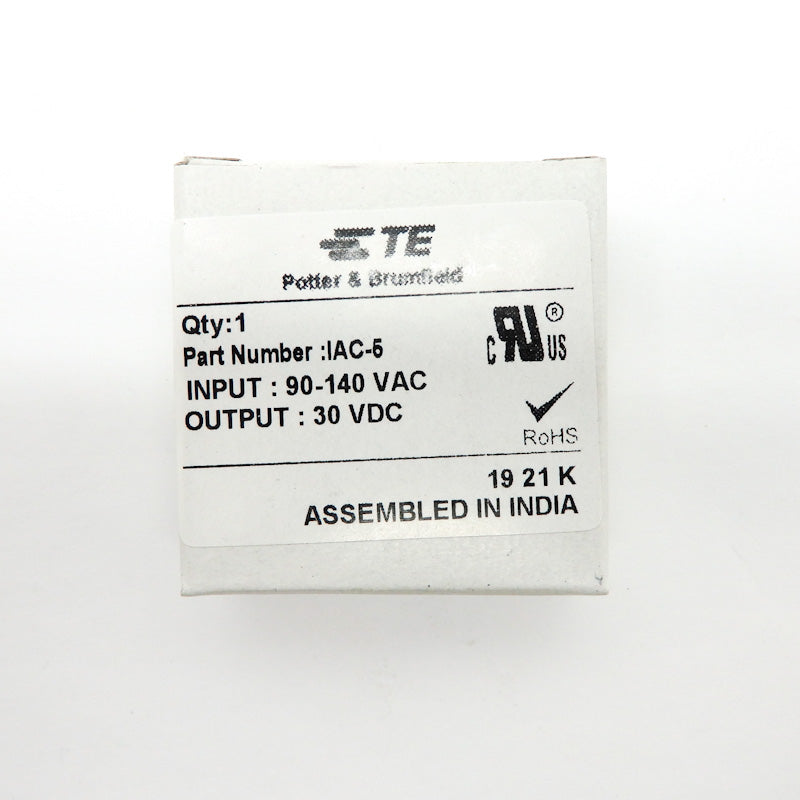 TE
Potter & Brumfield
Qty:1
Part Number :IAC-5
INPUT : 90-140 VAC
OUTPUT : 30 VDC
C RU US ®
RoHS
19 21 K
ASSEMBLED IN INDIA